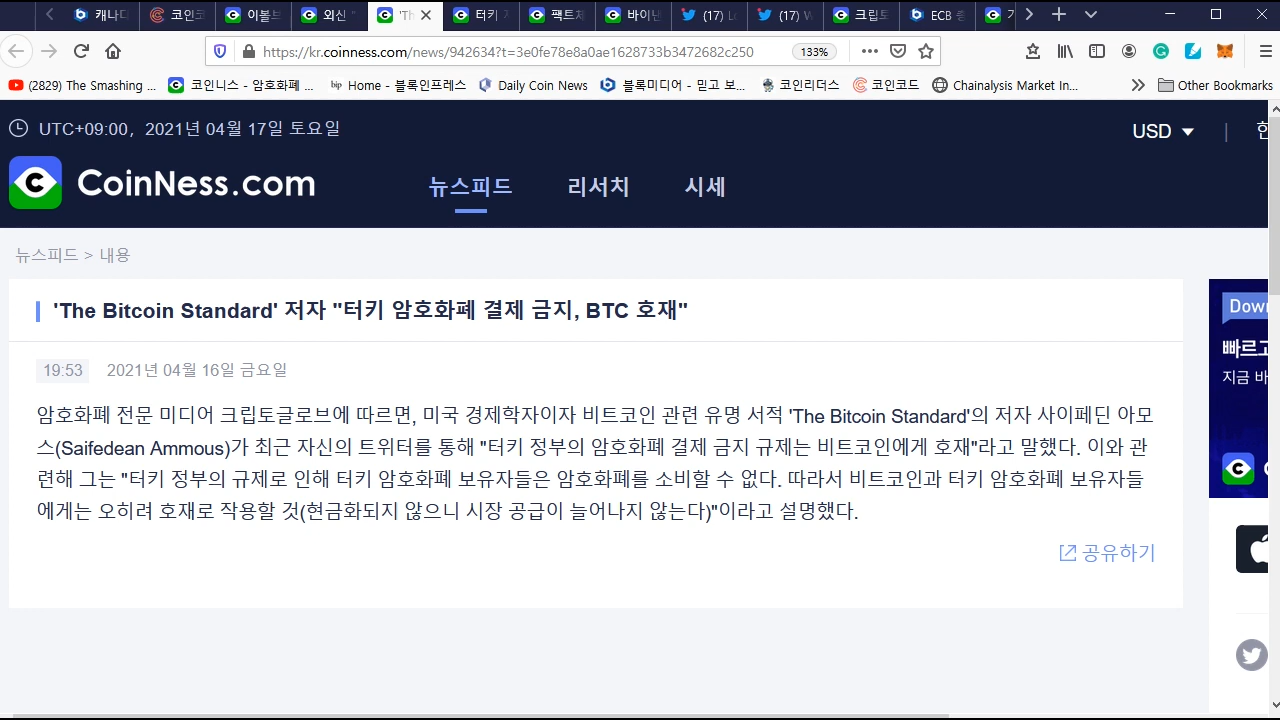 캐나다
코인코
이볼브
외신 "
'Th
터키
팩트체
바이낸
(17) L
(17) W
크립토
ECB
https://kr.coinness.com/news/942634?t=3e0fe78e8a0ae1628733b3472682c250
133%
(2829) The Smashing ...
코인니스 - 암호화폐 ...
bip Home - 블록인프레스
Daily Coin News
블록미디어 - 믿고 보...
코인리더스
코인코드
Chainalysis Market In...
Other Bookmarks
UTC+09:00, 2021년 04월 17일 토요일
USD
한
CoinNess.com
뉴스피드
리서치
시세
뉴스피드 > 내용
'The Bitcoin Standard' 저자 "터키 암호화폐 결제 금지, BTC 호재"
19:53 2021년 04월 16일 금요일
암호화폐 전문 미디어 크립토글로브에 따르면, 미국 경제학자이자 비트코인 관련 유명 서적 'The Bitcoin Standard'의 저자 사이페딘 아모
스(Saifedean Ammous)가 최근 자신의 트위터를 통해 "터키 정부의 암호화폐 결제 금지 규제는 비트코인에게 호재"라고 말했다. 이와 관
련해 그는 "터키 정부의 규제로 인해 터키 암호화폐 보유자들은 암호화폐를 소비할 수 없다. 따라서 비트코인과 터키 암호화폐 보유자들
에게는 오히려 호재로 작용할 것(현금화되지 않으니 시장 공급이 늘어나지 않는다)"이라고 설명했다.
공유하기
Down
빠르고
지금 바